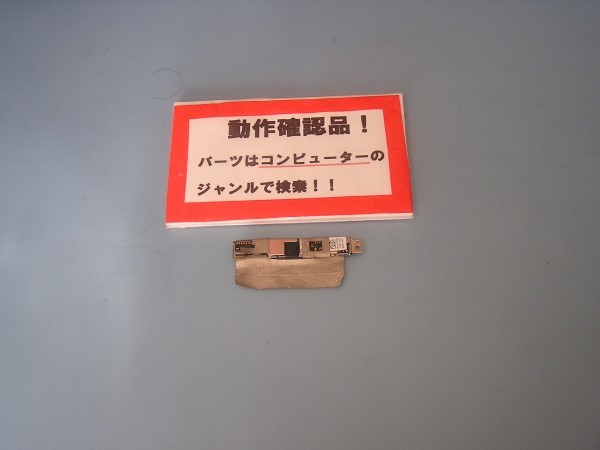 動作確認品！
パーツはコンピューターの
ジャンルで検索！！